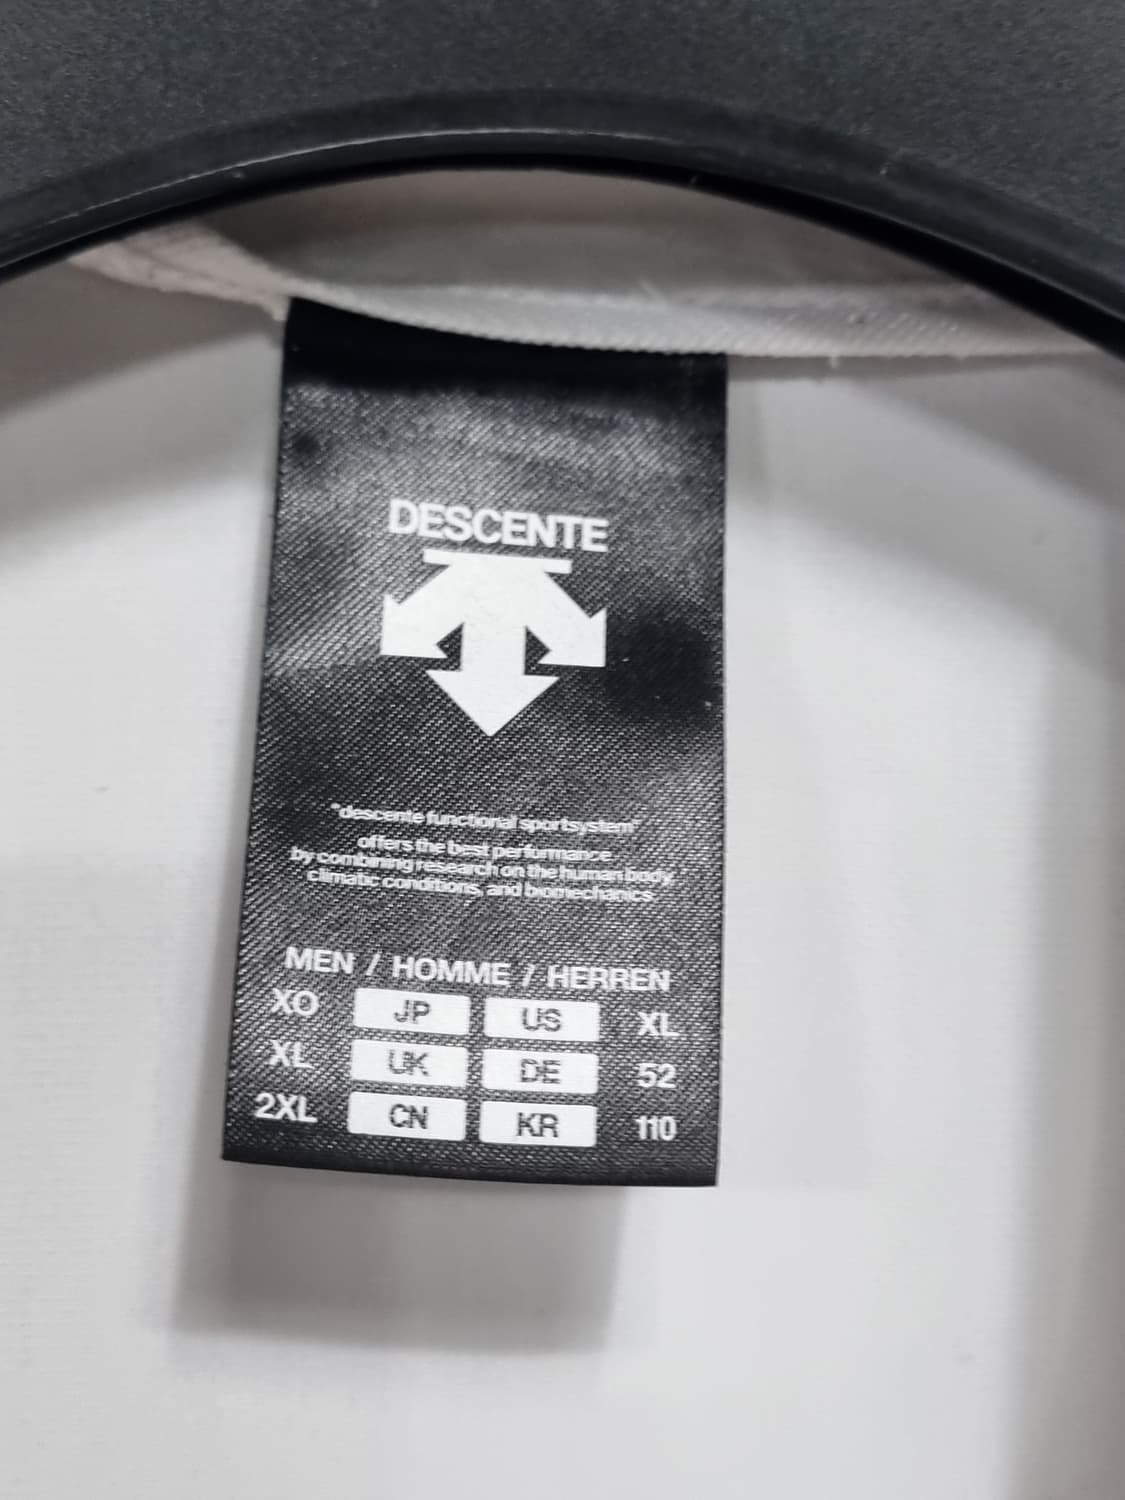 DESCENTE
"descente functional sportsystem"
offers the best performance
by combining research on the human body
climatic conditions, and biomechanics
MEN / HOMME / HERREN
XO JP US XL
XL UK DE 52
2XL CN KR 110